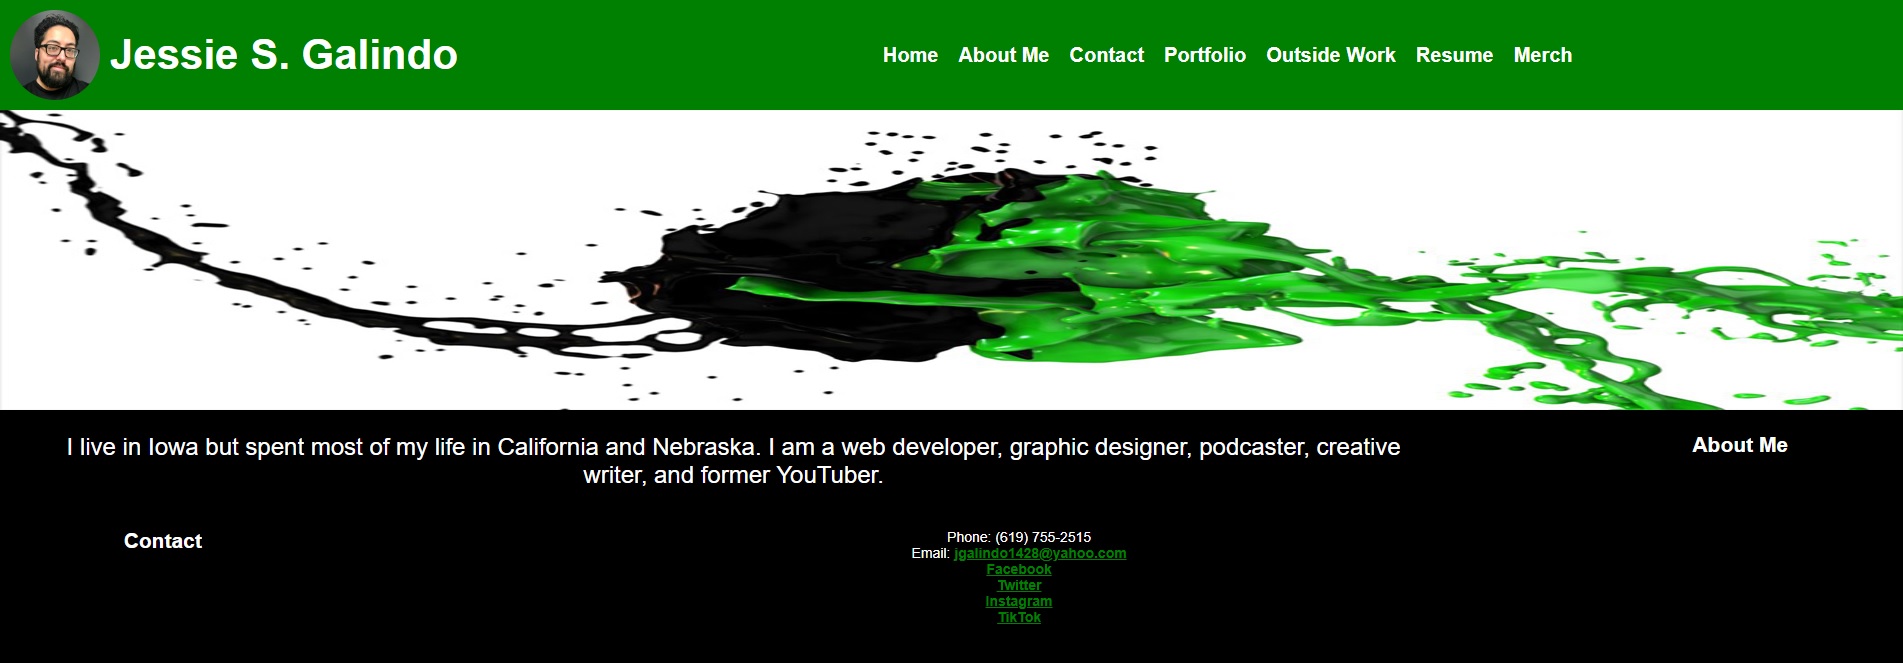 Jessie S. Galindo
Home About Me Contact Portfolio Outside Work Resume Merch
I live in Iowa but spent most of my life in California and Nebraska. I am a web developer, graphic designer, podcaster, creative
writer, and former YouTuber.
About Me
Contact
Phone: (619) 755-2515
Email: jgalindo1428@yahoo.com
Facebook
Twitter
Instagram
TikTok